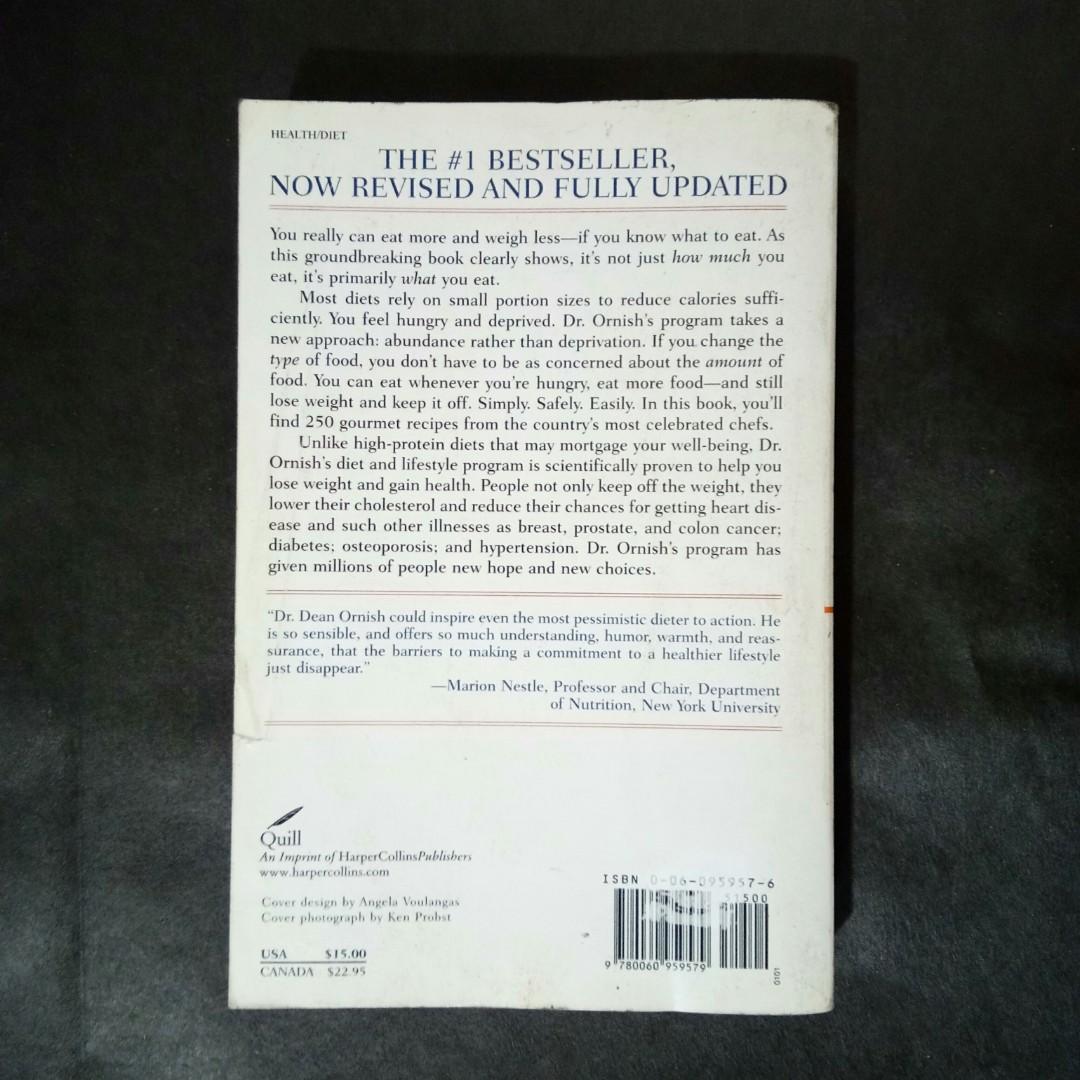 HEALTH/DIET
THE #1 BESTSELLER,
NOW REVISED AND FULLY UPDATED
You really can eat more and weigh less—if you know what to eat. As
this groundbreaking book clearly shows, it's not just how much you
eat, it's primarily what you eat.
Most diets rely on small portion sizes to reduce calories suffi-
ciently. You feel hungry and deprived. Dr. Ornish's program takes a
new approach: abundance rather than deprivation. If you change the
type of food, you don't have to be as concerned about the amount of
food. You can eat whenever you're hungry, eat more food—and still
lose weight and keep it off. Simply. Safely. Easily. In this book, you'll
find 250 gourmet recipes from the country's most celebrated chefs.
Unlike high-protein diets that may mortgage your well-being, Dr.
Ornish's diet and lifestyle program is scientifically proven to help you
lose weight and gain health. People not only keep off the weight, they
lower their cholesterol and reduce their chances for getting heart dis-
ease and such other illnesses as breast, prostate, and colon cancer;
diabetes; osteoporosis; and hypertension. Dr. Ornish's program has
given millions of people new hope and new choices.
"Dr. Dean Ornish could inspire even the most pessimistic dieter to action. He
is so sensible, and offers so much understanding, humor, warmth, and reas-
surance, that the barriers to making a commitment to a healthier lifestyle
just disappear."
—Marion Nestle, Professor and Chair, Department
of Nutrition, New York University
Quill
An Imprint of HarperCollinsPublishers
www.harpercollins.com
Cover design by Angela Voulangas
Cover photograph by Ken Probst
USA $15.00
CANADA $22.95
ISBN 0-06-095957-6
51500
9 780060 959579
0101